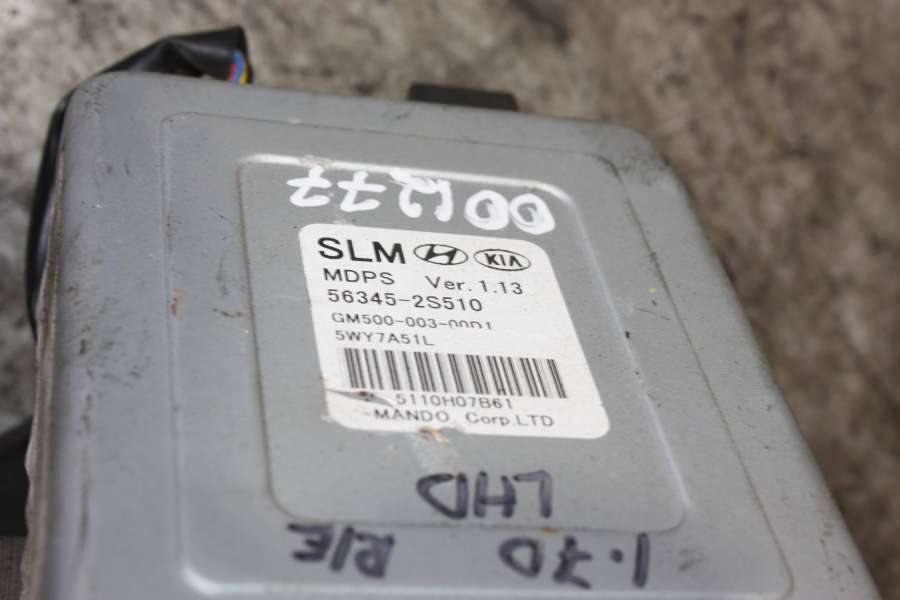 SLM KIA
MDPS Ver. 1.13
56345-2S510
GM500-003-00D1
5WY7A51L
5110H07B61
MANDO Corp.LTD
LHD
1.7D R/E